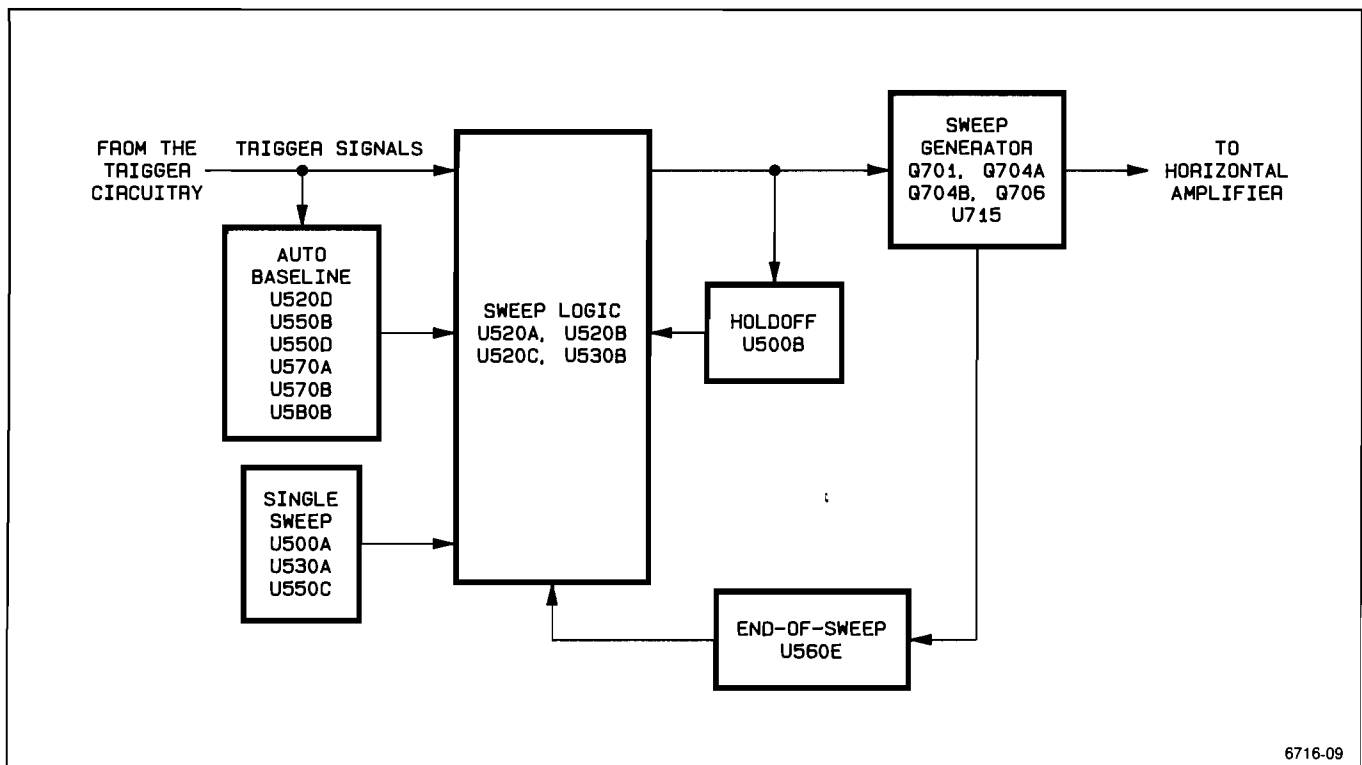 FROM THE
TRIGGER
CIRCUITRY
TRIGGER SIGNALS
AUTO
BASELINE
U520D
U550B
U550D
U570A
U570B
U5B0B
SINGLE
SWEEP
U500A
U530A
U550C
SWEEP LOGIC
U520A, U520B
U520C, U530B
HOLDOFF
U500B
SWEEP
GENERATOR
Q701, Q704A
Q704B, Q706
U715
TO
HORIZONTAL
AMPLIFIER
END-OF-SWEEP
U560E
6716-09